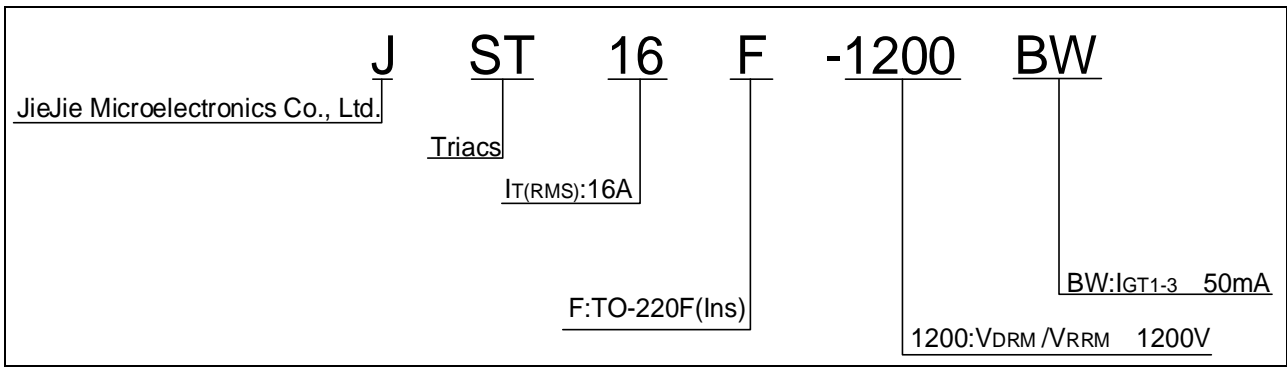 J ST 16 F -1200 BW
JieJie Microelectronics Co., Ltd.
Triacs
IT(RMS):16A
BW:IGT1-3 50mA
F:TO-220F(Ins)
1200:VDRM /VRRM 1200V